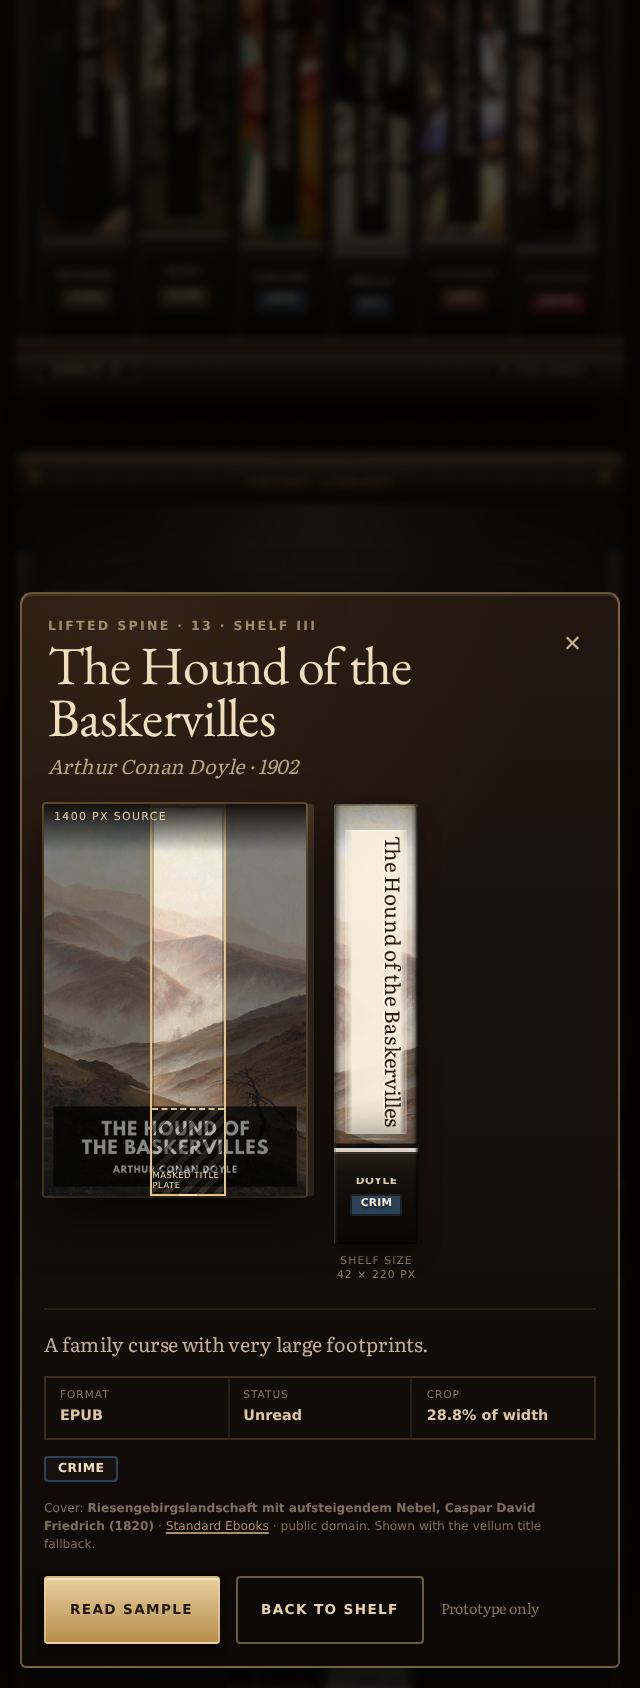 LIFTED SPINE · 13 · SHELF III
The Hound of the
Baskervilles
×
Arthur Conan Doyle · 1902
1400 PX SOURCE
THE HOUND OF
THE BASKERVILLES
ARTHUR CONAN DOYLE
MASKED TITLE
PLATE
The Hound of the Baskervilles
DOYLE
CRIM
SHELF SIZE
42 × 220 PX
A family curse with very large footprints.
FORMAT
EPUB
STATUS
Unread
CROP
28.8% of width
CRIME
Cover: Riesengebirgslandschaft mit aufsteigendem Nebel, Caspar David
Friedrich (1820) · Standard Ebooks · public domain. Shown with the vellum title
fallback.
READ SAMPLE
BACK TO SHELF
Prototype only